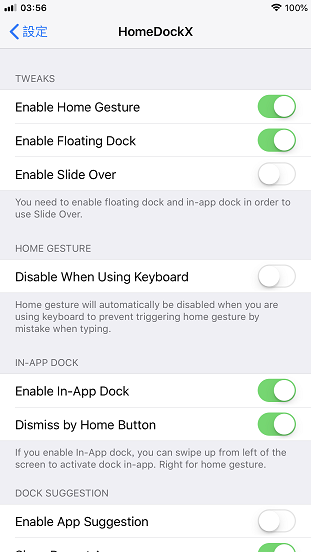 03:56
100%
設定
HomeDockX
TWEAKS
Enable Home Gesture
Enable Floating Dock
Enable Slide Over
You need to enable floating dock and in-app dock in order to
use Slide Over.
HOME GESTURE
Disable When Using Keyboard
Home gesture will automatically be disabled when you are
using keyboard to prevent triggering home gesture by
mistake when typing.
IN-APP DOCK
Enable In-App Dock
Dismiss by Home Button
If you enable In-App dock, you can swipe up from left of the
screen to activate dock in-app. Right for home gesture.
DOCK SUGGESTION
Enable App Suggestion